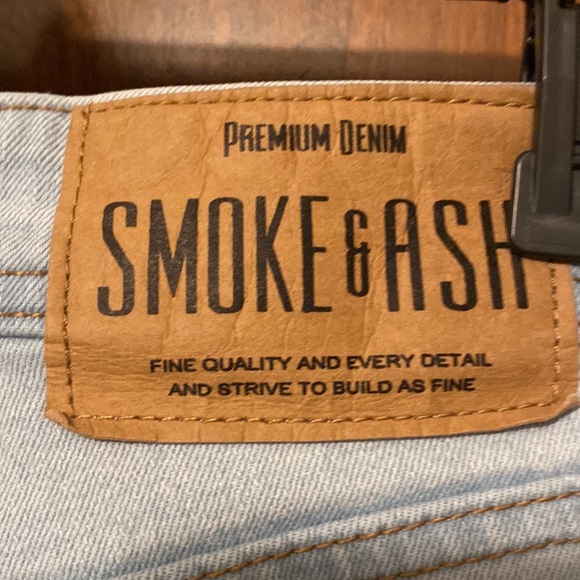 PREMIUM DENIM
SMOKE & ASH
FINE QUALITY AND EVERY DETAIL
AND STRIVE TO BUILD AS FINE